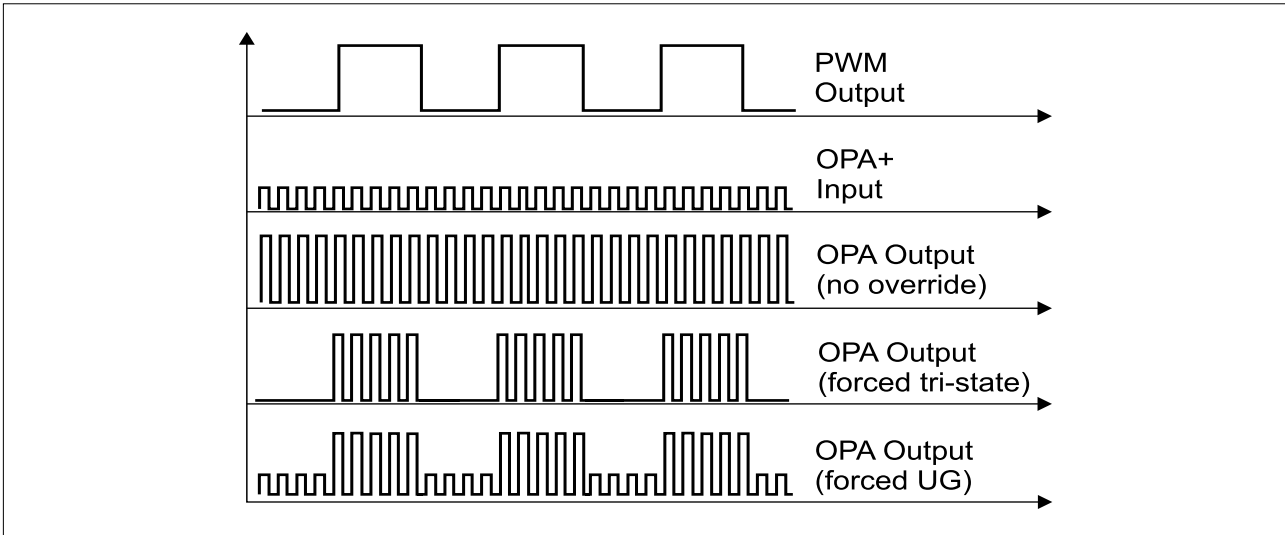 PWM
Output
OPA+
Input
OPA Output
(no override)
OPA Output
(forced tri-state)
OPA Output
(forced UG)